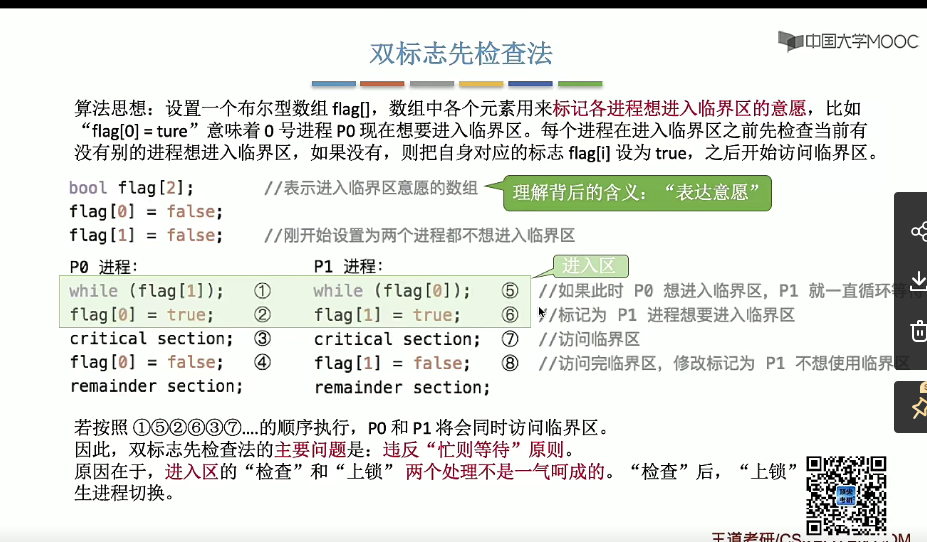 中国大学MOOC
双标志先检查法
算法思想：设置一个布尔型数组 flag[]，数组中各个元素用来标记各进程想进入临界区的意愿，比如
“flag[0] = ture”意味着 0 号进程 P0 现在想要进入临界区。每个进程在进入临界区之前先检查当前有
没有别的进程想进入临界区，如果没有，则把自身对应的标志 flag[i] 设为 true，之后开始访问临界区。
bool flag[2]; //表示进入临界区意愿的数组
理解背后的含义：“表达意愿”
flag[0] = false;
flag[1] = false; //刚开始设置为两个进程都不想进入临界区
P0 进程： P1 进程： 进入区
while (flag[1]); ① while (flag[0]); ⑤ //如果此时 P0 想进入临界区，P1 就一直循环等待
flag[0] = true; ② flag[1] = true; ⑥ //标记为 P1 进程想要进入临界区
critical section; ③ critical section; ⑦ //访问临界区
flag[0] = false; ④ flag[1] = false; ⑧ //访问完临界区，修改标记为 P1 不想使用临界区
remainder section; remainder section;
若按照 ①⑤②⑥③⑦....的顺序执行，P0 和 P1 将会同时访问临界区。
因此，双标志先检查法的主要问题是：违反“忙则等待”原则。
原因在于，进入区的“检查”和“上锁” 两个处理不是一气呵成的。“检查”后，“上锁”
生进程切换。
王道考研/CSKAOYAN.COM